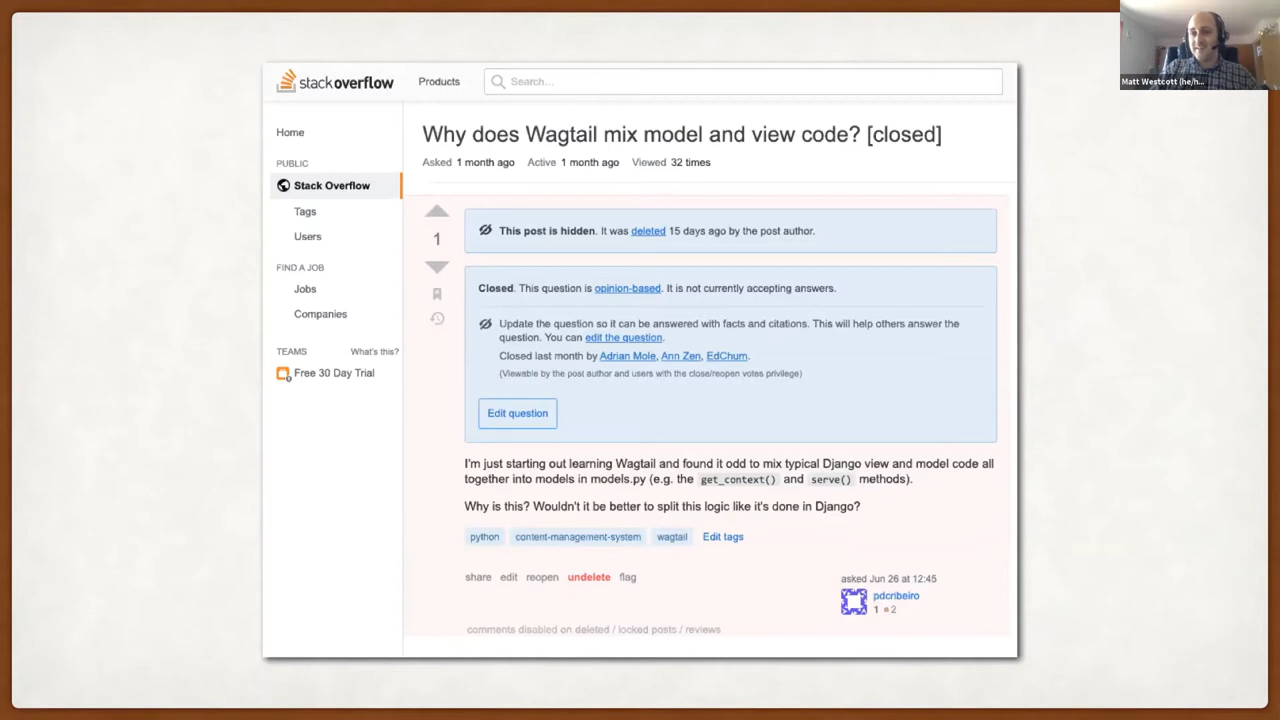 Matt Westcott (he/h...
stackoverflow
Products
Search...
Home
PUBLIC
Stack Overflow
Tags
Users
FIND A JOB
Jobs
Companies
TEAMS
What's this?
Free 30 Day Trial
Why does Wagtail mix model and view code? [closed]
Asked 1 month ago Active 1 month ago Viewed 32 times
1
This post is hidden. It was deleted 15 days ago by the post author.
Closed. This question is opinion-based. It is not currently accepting answers.
Update the question so it can be answered with facts and citations. This will help others answer the
question. You can edit the question.
Closed last month by Adrian Mole, Ann Zen, EdChum.
(Viewable by the post author and users with the close/reopen votes privilege)
Edit question
I'm just starting out learning Wagtail and found it odd to mix typical Django view and model code all
together into models in models.py (e.g. the get_context() and serve() methods).
Why is this? Wouldn't it be better to split this logic like it's done in Django?
python content-management-system wagtail Edit tags
share edit reopen undelete flag
asked Jun 26 at 12:45
pdcribeiro
1 2
comments disabled on deleted / locked posts / reviews